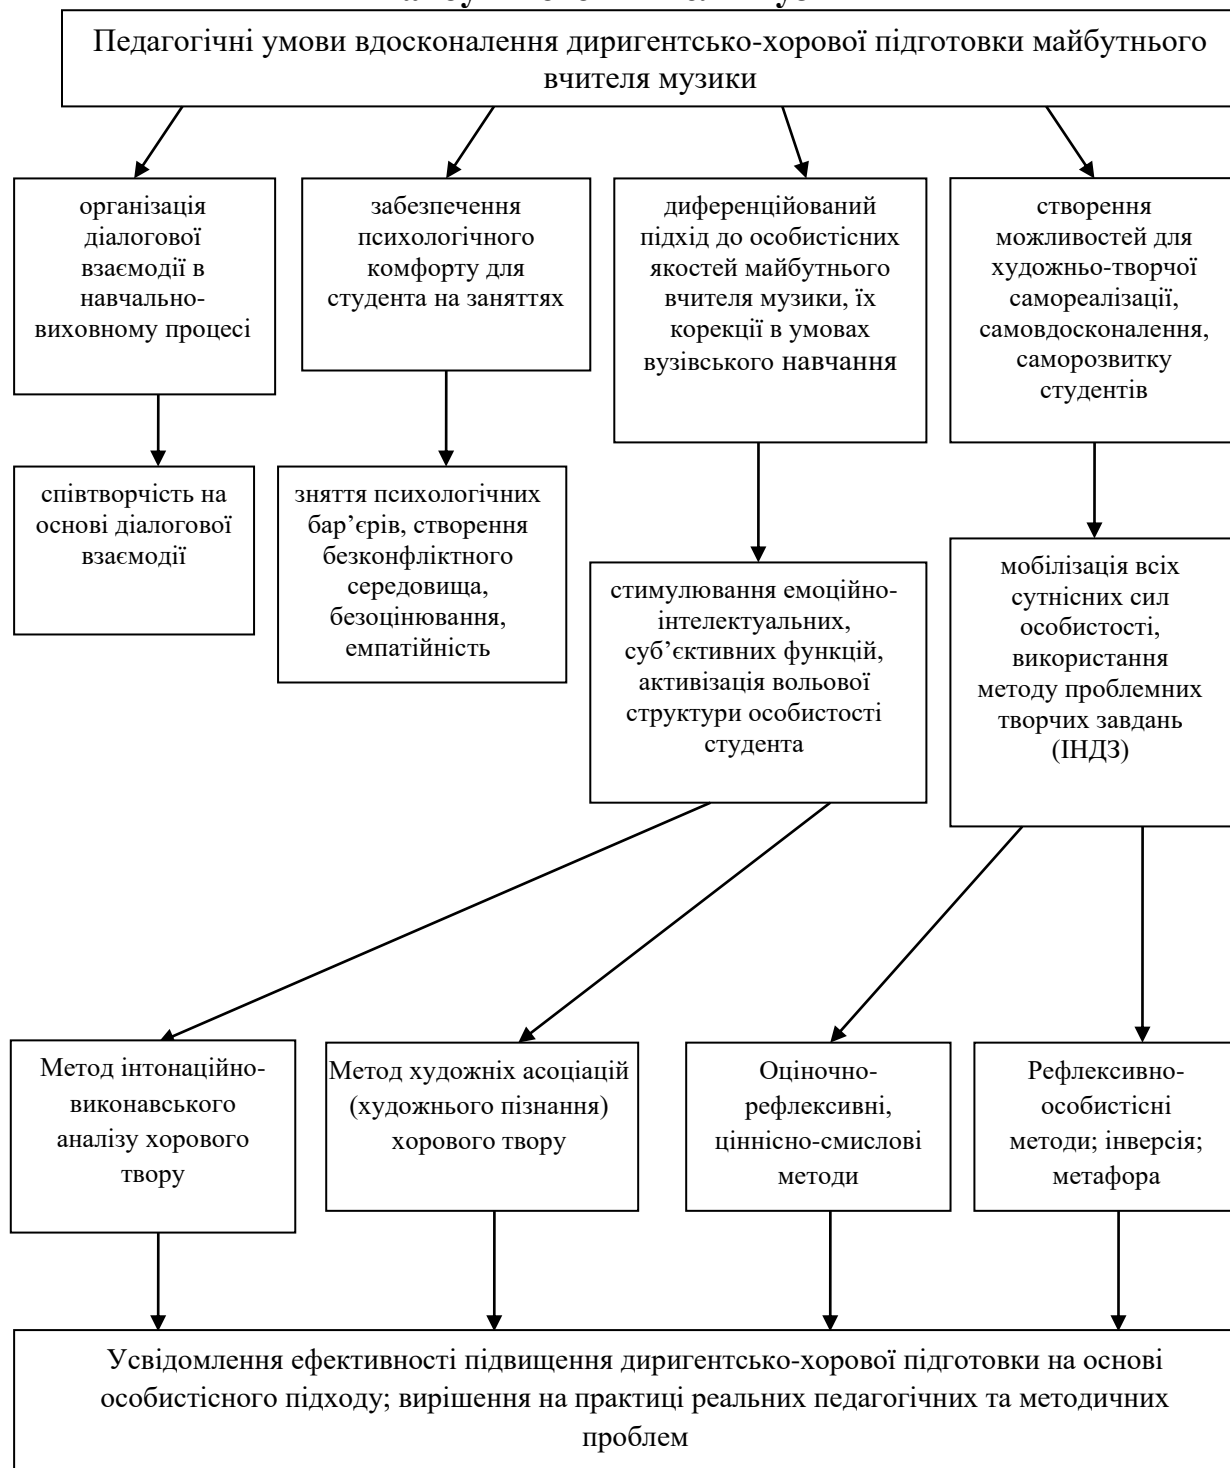 Педагогічні умови вдосконалення диригентсько-хорової підготовки майбутнього
вчителя музики
організація
діалогової
взаємодії в
навчально-
виховному процесі
забезпечення
психологічного
комфорту для
студента на заняттях
диференційований
підхід до особистісних
якостей майбутнього
вчителя музики, їх
корекції в умовах
вузівського навчання
створення
можливостей для
художньо-творчої
самореалізації,
самовдосконалення,
саморозвитку
студентів
співтворчість на
основі діалогової
взаємодії
зняття психологічних
бар’єрів, створення
безконфліктного
середовища,
безоцінювання,
емпатійність
стимулювання емоційно-
інтелектуальних,
суб’єктивних функцій,
активізація вольової
структури особистості
студента
мобілізація всіх
сутнісних сил
особистості,
використання
методу проблемних
творчих завдань
(ІНДЗ)
Метод інтонаційно-
виконавського
аналізу хорового
твору
Метод художніх асоціацій
(художнього пізнання)
хорового твору
Оціночно-
рефлексивні,
ціннісно-смислові
методи
Рефлексивно-
особистісні
методи; інверсія;
метафора
Усвідомлення ефективності підвищення диригентсько-хорової підготовки на основі
особистісного підходу; вирішення на практиці реальних педагогічних та методичних
проблем